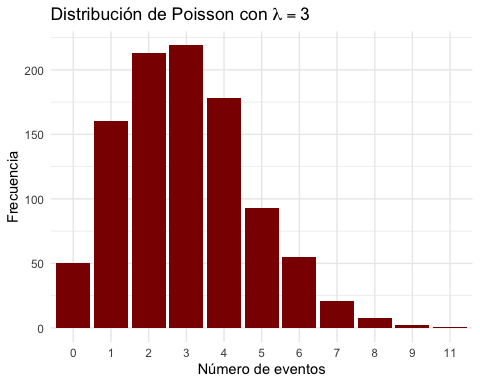 Distribución de Poisson con λ = 3
Frecuencia
200
150
100
50
0
0 1 2 3 4 5 6 7 8 9 11
Número de eventos